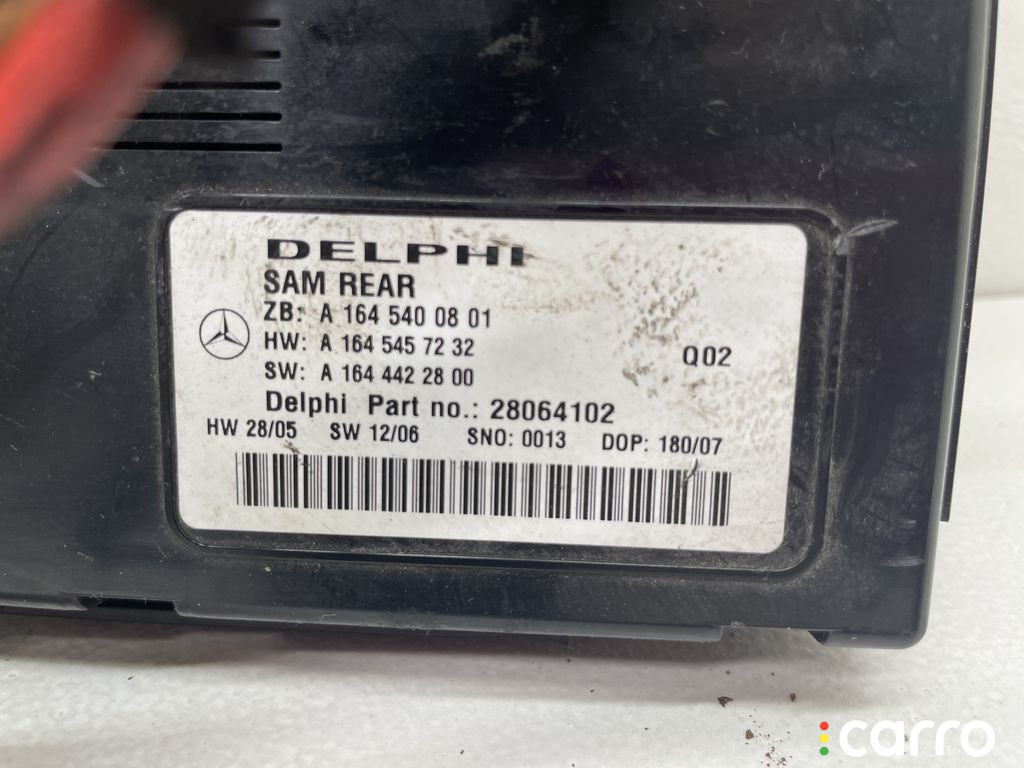 DELPHI
SAM REAR
ZB: A 164 540 08 01
HW: A 164 545 72 32
Q02
SW: A 164 442 28 00
Delphi Part no.: 28064102
HW 28/05 SW 12/06 SNO: 0013 DOP: 180/07
carro